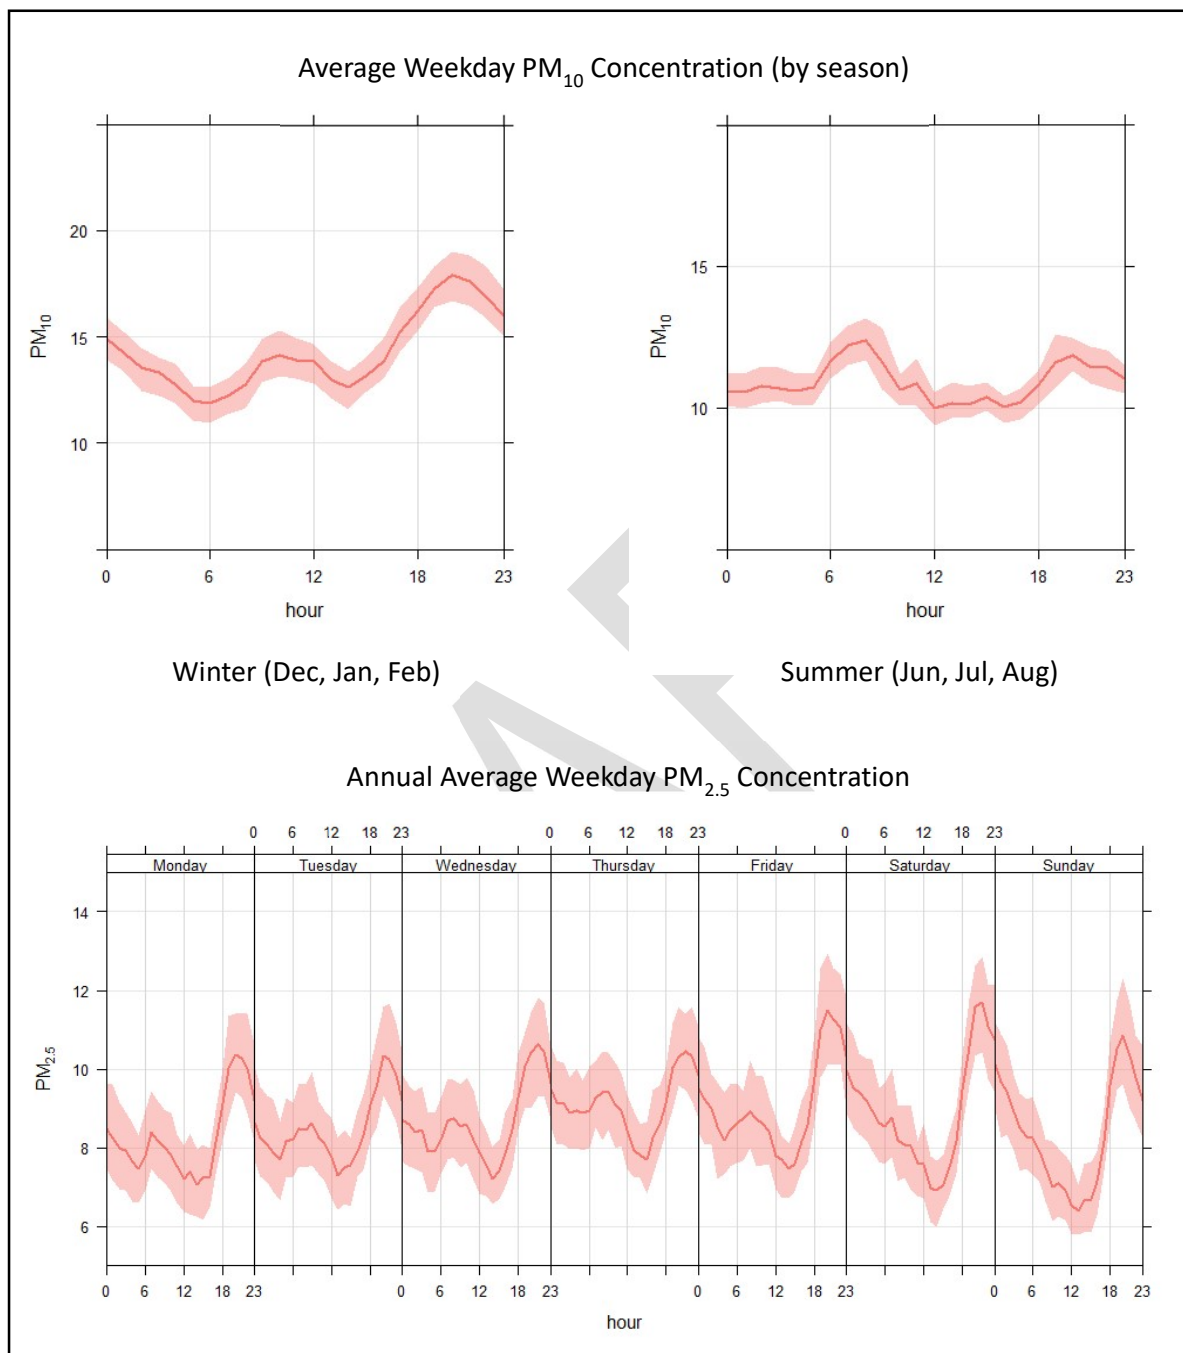 Average Weekday PM10 Concentration (by season)
20
15
10
PM10
0 6 12 18 23
hour
Winter (Dec, Jan, Feb)
15
10
PM10
0 6 12 18 23
hour
Summer (Jun, Jul, Aug)
Annual Average Weekday PM2.5 Concentration
0 6 12 18 23 0 6 12 18 23 0 6 12 18 23
Monday Tuesday Wednesday Thursday Friday Saturday Sunday
14
12
10
8
6
PM2.5
0 6 12 18 23 0 6 12 18 23 0 6 12 18 23 0 6 12 18 23
hour